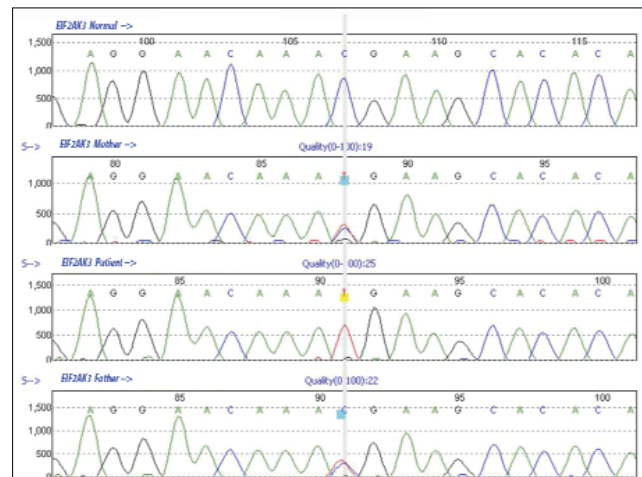 EIF2AK3 Normal -->
100 105 110 115
A G G A A C A A A C G A A G C A C A
1,500
1,000
500
0
S--> EIF2AK3 Mother --> Quality(0-100):19
80 85 90 95
A G G A A C A A A G A A G C A C A
1,000
500
0
S--> EIF2AK3 Patient --> Quality(0-100):25
85 90 95 100
A G G A A C A A A T G A A G C A C A
1,500
1,000
500
0
S--> EIF2AK3 Father --> Quality(0-100):22
85 90 95 100
A G G A A C A A A C G A A G C A C A
1,500
1,000
500
0